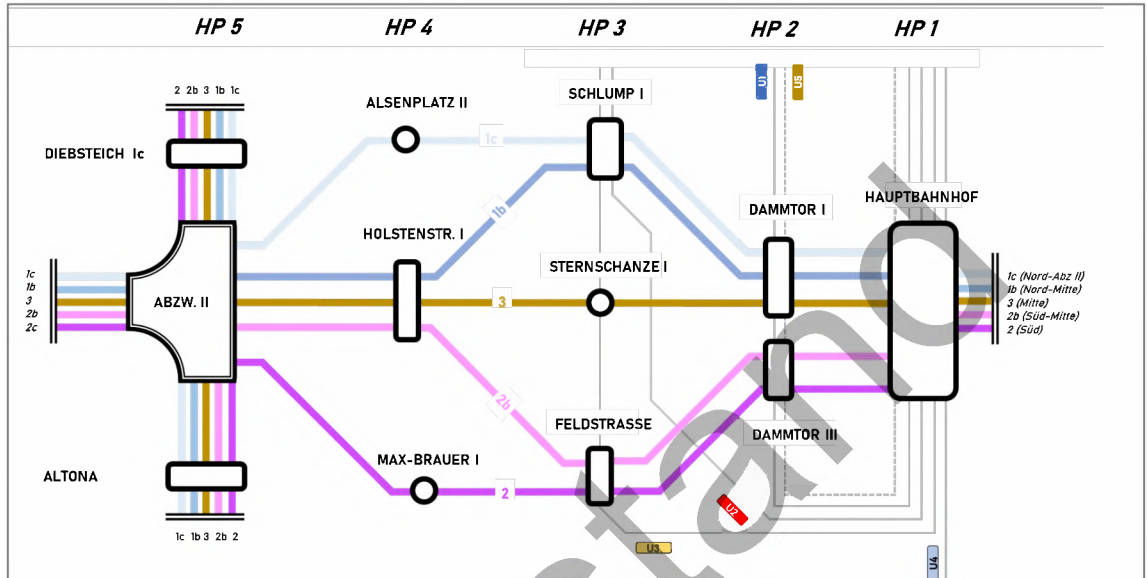 HP 5 HP 4 HP 3 HP 2 HP 1
U1 U5
2 2b 3 1b 1c
ALSENPLATZ II
SCHLUMP I
DIEBSTEICH Ic
1c
1b
HOLSTENSTR. I
DAMMTOR I
HAUPTBAHNHOF
STERNSCHANZE I
1c
1b
3
2b
2c
ABZW. II
3
1c (Nord-Abz II)
1b (Nord-Mitte)
3 (Mitte)
2b (Süd-Mitte)
2 (Süd)
2b
FELDSTRASSE
DAMMTOR III
ALTONA
MAX-BRAUER I
2
U2
1c 1b 3 2b 2
U3
U4
stand